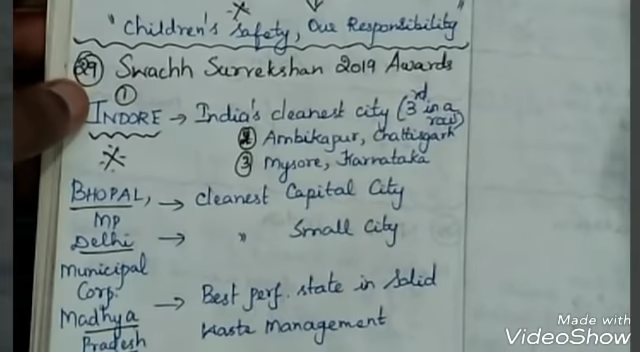 "Children's Safety, Our Responsibility"
29 Swachh Survekshan 2019 Awards
① INDORE → India's cleanest city (3rd in a row)
② Ambikapur, Chattisgarh
③ Mysore, Karnataka
BHOPAL, MP → cleanest Capital City
Delhi Municipal Corp. → " Small City
Madhya Pradesh → Best perf. state in Solid
waste management
Made with
VideoShow